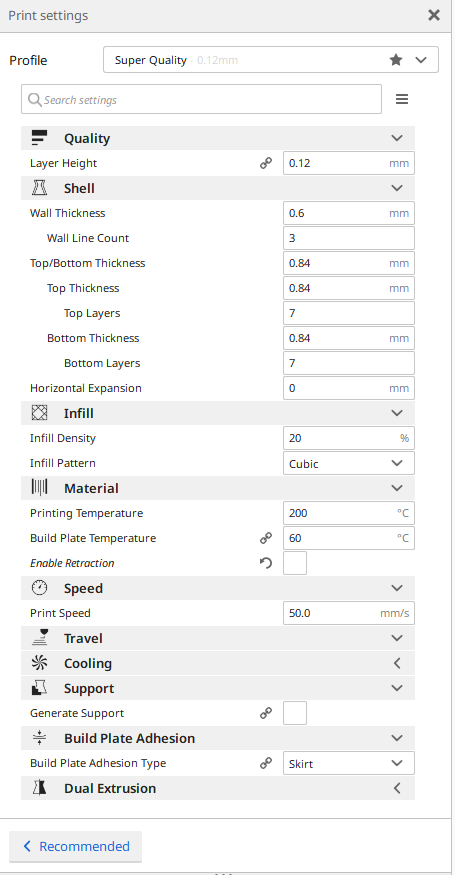 Print settings
Profile Super Quality - 0.12mm
Search settings
Quality
Layer Height 0.12 mm
Shell
Wall Thickness 0.6 mm
Wall Line Count 3
Top/Bottom Thickness 0.84 mm
Top Thickness 0.84 mm
Top Layers 7
Bottom Thickness 0.84 mm
Bottom Layers 7
Horizontal Expansion 0 mm
Infill
Infill Density 20 %
Infill Pattern Cubic
Material
Printing Temperature 200 °C
Build Plate Temperature 60 °C
Enable Retraction
Speed
Print Speed 50.0 mm/s
Travel
Cooling
Support
Generate Support
Build Plate Adhesion
Build Plate Adhesion Type Skirt
Dual Extrusion
Recommended